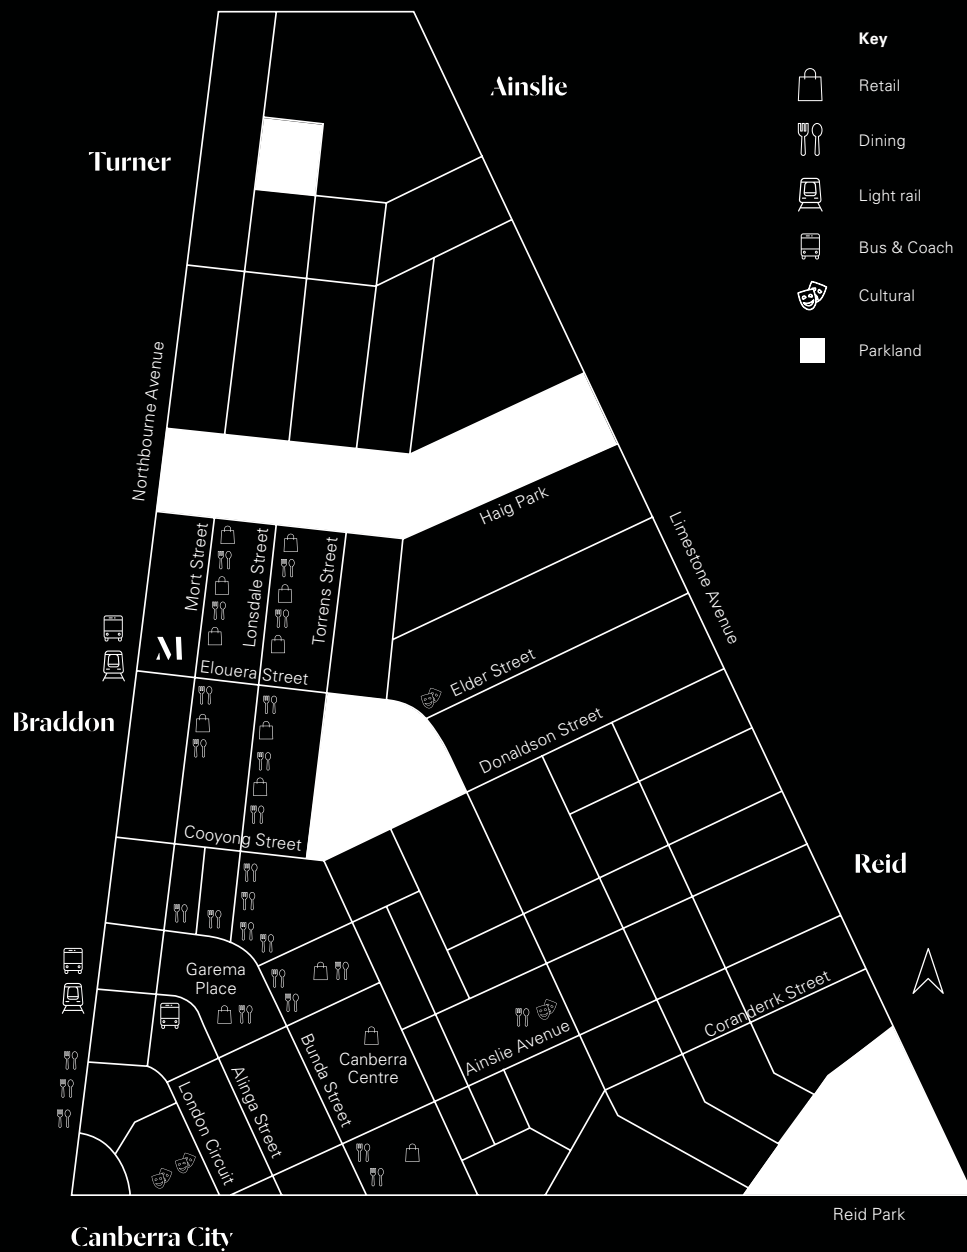 Key
Ainslie
Retail
Dining
Turner
Light rail
Bus & Coach
Cultural
Parkland
Northbourne Avenue
Haig Park
Limestone Avenue
Mort Street
Lonsdale Street
Torrens Street
M
Elouera Street
Elder Street
Braddon
Donaldson Street
Cooyong Street
Reid
Garema
Place
Coranderrk Street
Ainslie Avenue
Canberra
Centre
Bunda Street
Alinga Street
London Circuit
Reid Park
Canberra City